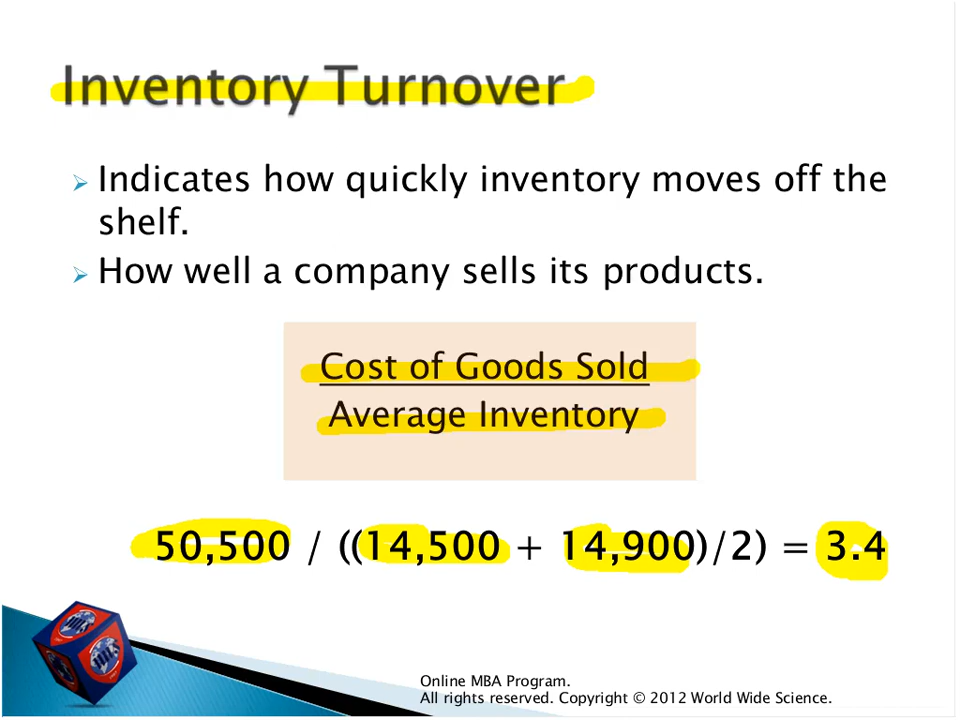 Inventory Turnover
Indicates how quickly inventory moves off the
shelf.
How well a company sells its products.
Cost of Goods Sold
Average Inventory
50,500 / ((14,500 + 14,900)/2) = 3.4
Online MBA Program.
All rights reserved. Copyright © 2012 World Wide Science.